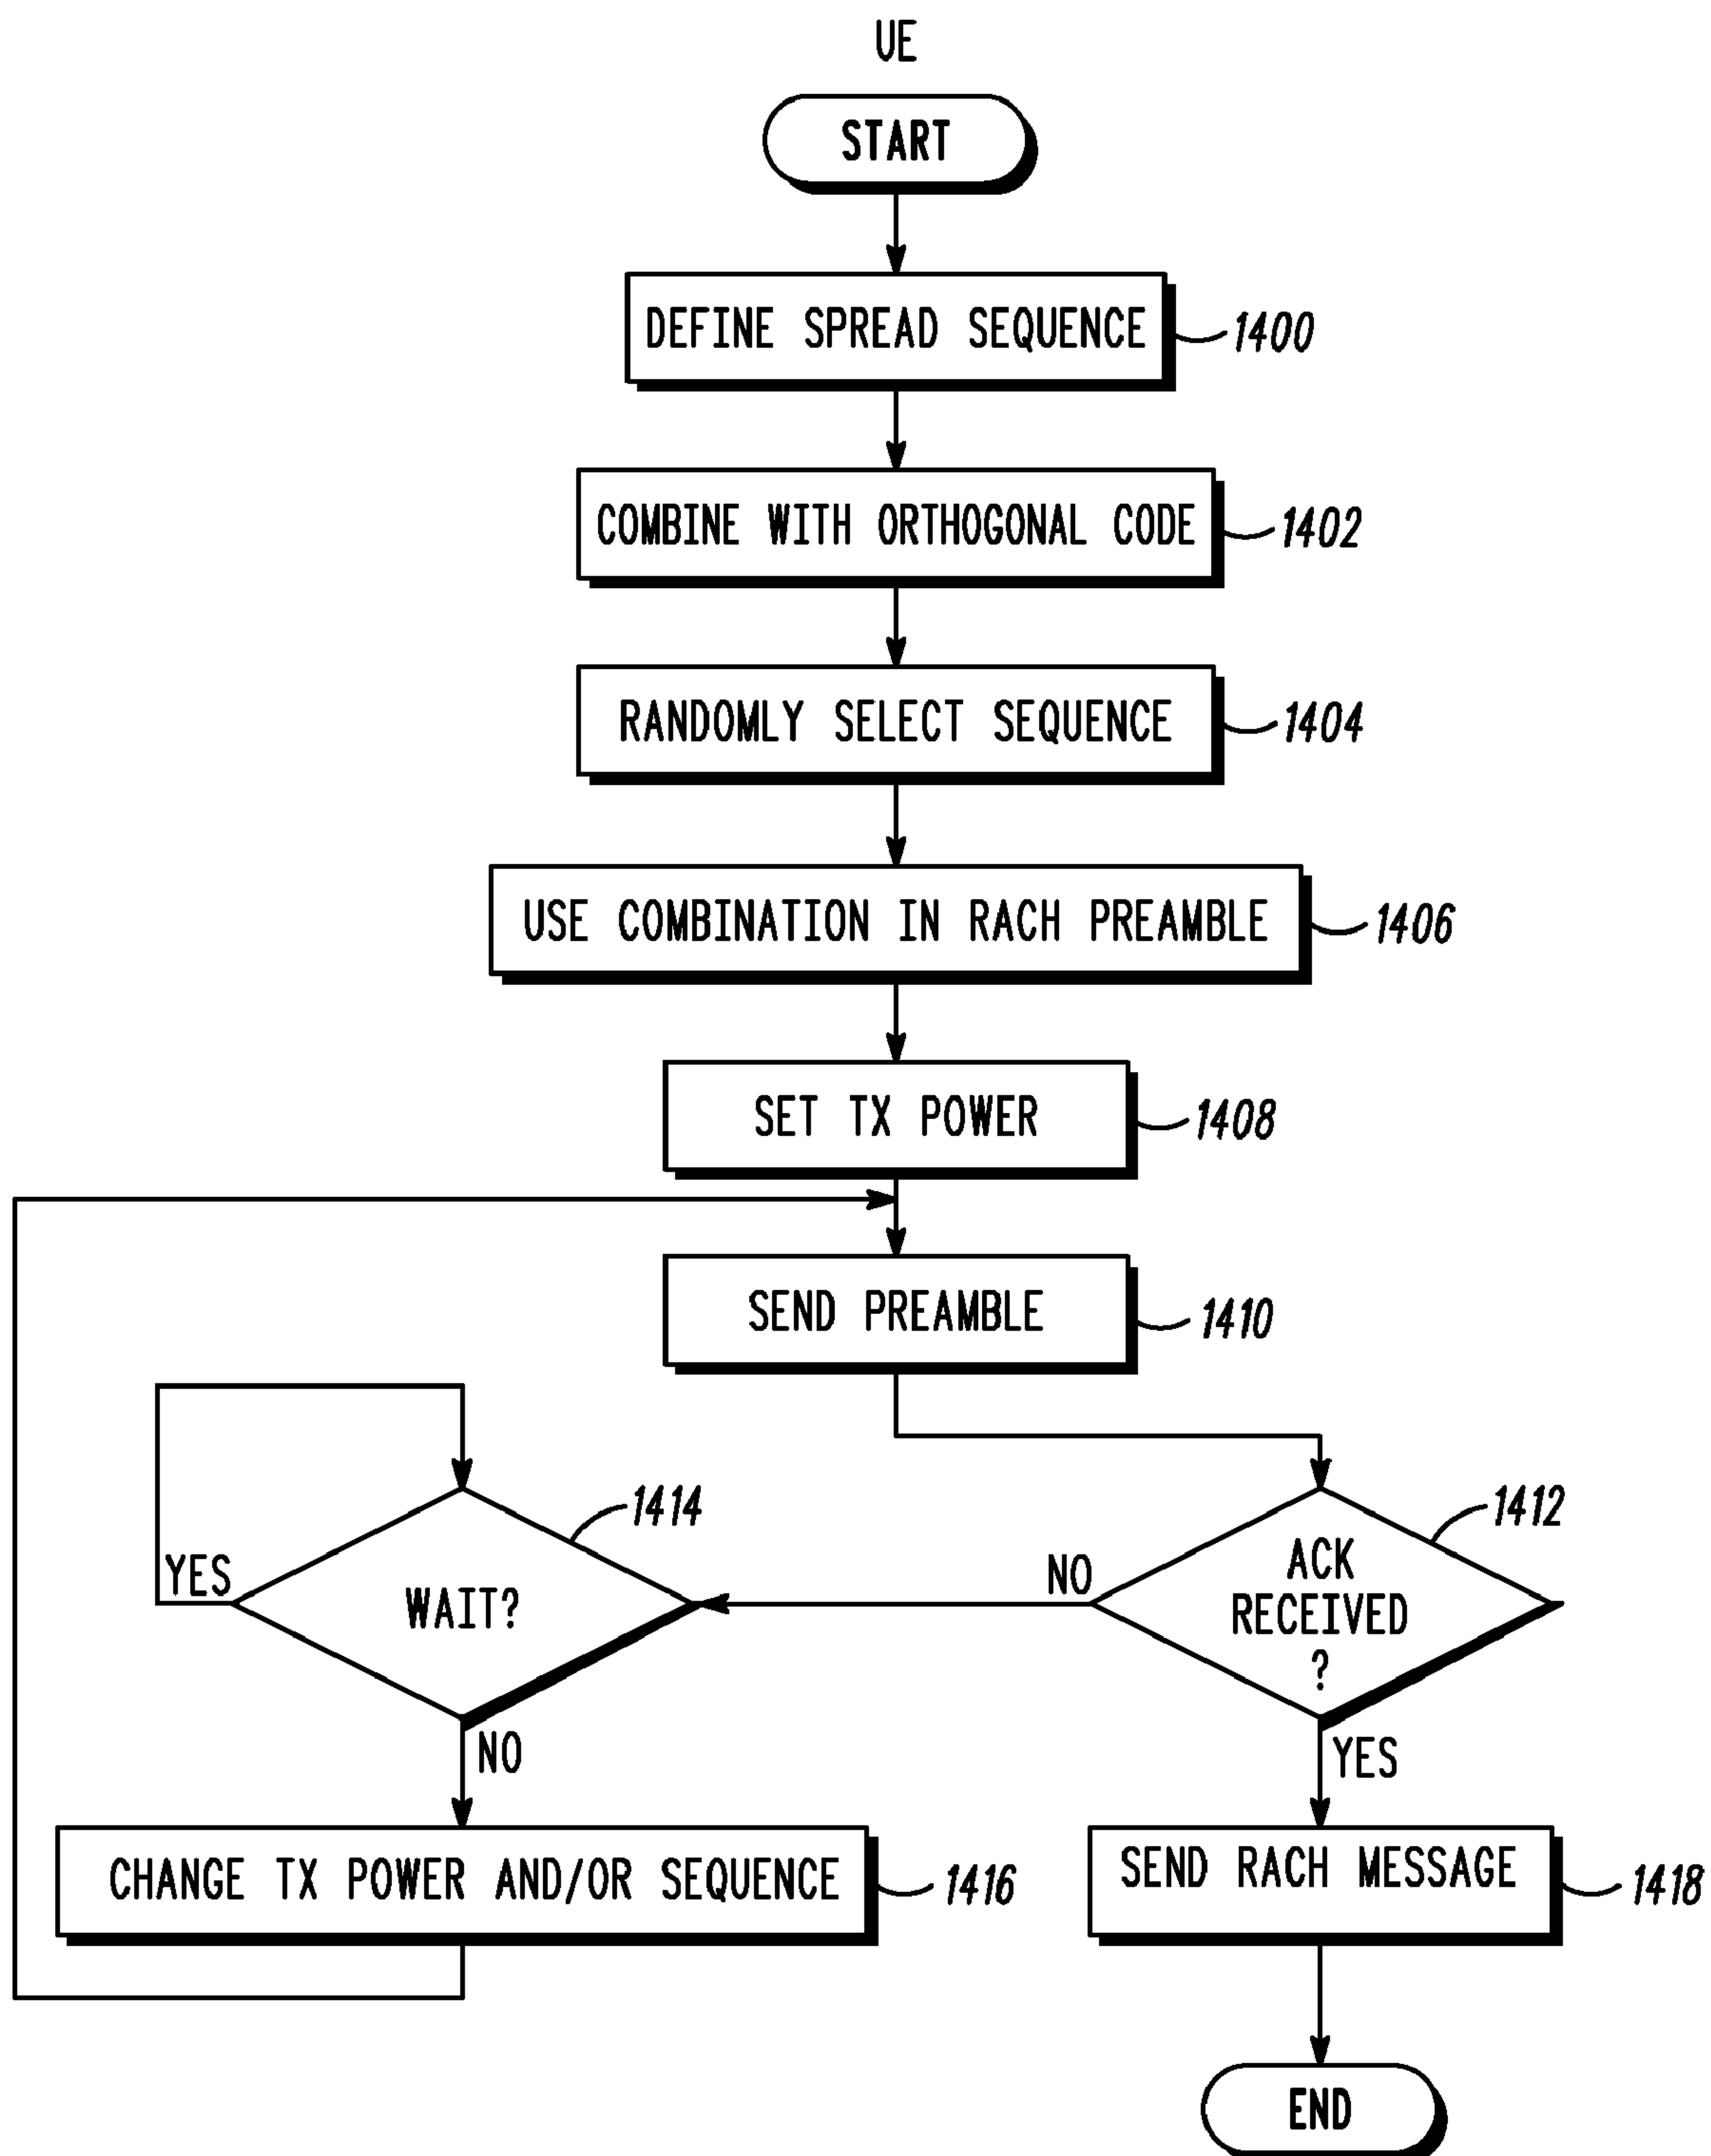 UE
START
DEFINE SPREAD SEQUENCE
1400
COMBINE WITH ORTHOGONAL CODE
1402
RANDOMLY SELECT SEQUENCE
1404
USE COMBINATION IN RACH PREAMBLE
1406
SET TX POWER
1408
SEND PREAMBLE
1410
1414
WAIT?
YES
NO
1412
ACK
RECEIVED
?
NO
YES
CHANGE TX POWER AND/OR SEQUENCE
1416
SEND RACH MESSAGE
1418
END